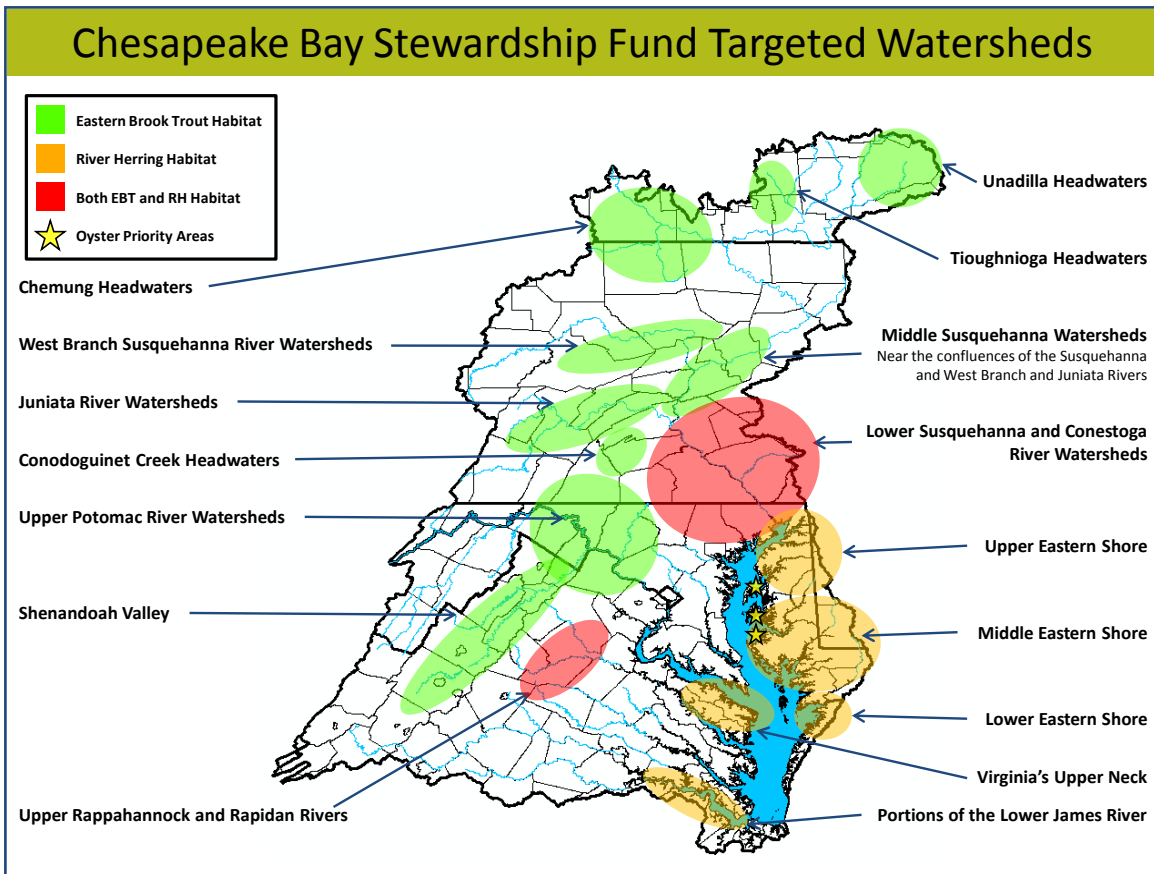 Chesapeake Bay Stewardship Fund Targeted Watersheds
Eastern Brook Trout Habitat
River Herring Habitat
Both EBT and RH Habitat
Oyster Priority Areas
Chemung Headwaters
West Branch Susquehanna River Watersheds
Juniata River Watersheds
Conodoguinet Creek Headwaters
Upper Potomac River Watersheds
Shenandoah Valley
Upper Rappahannock and Rapidan Rivers
Unadilla Headwaters
Tioughnioga Headwaters
Middle Susquehanna Watersheds
Near the confluences of the Susquehanna
and West Branch and Juniata Rivers
Lower Susquehanna and Conestoga
River Watersheds
Upper Eastern Shore
Middle Eastern Shore
Lower Eastern Shore
Virginia's Upper Neck
Portions of the Lower James River